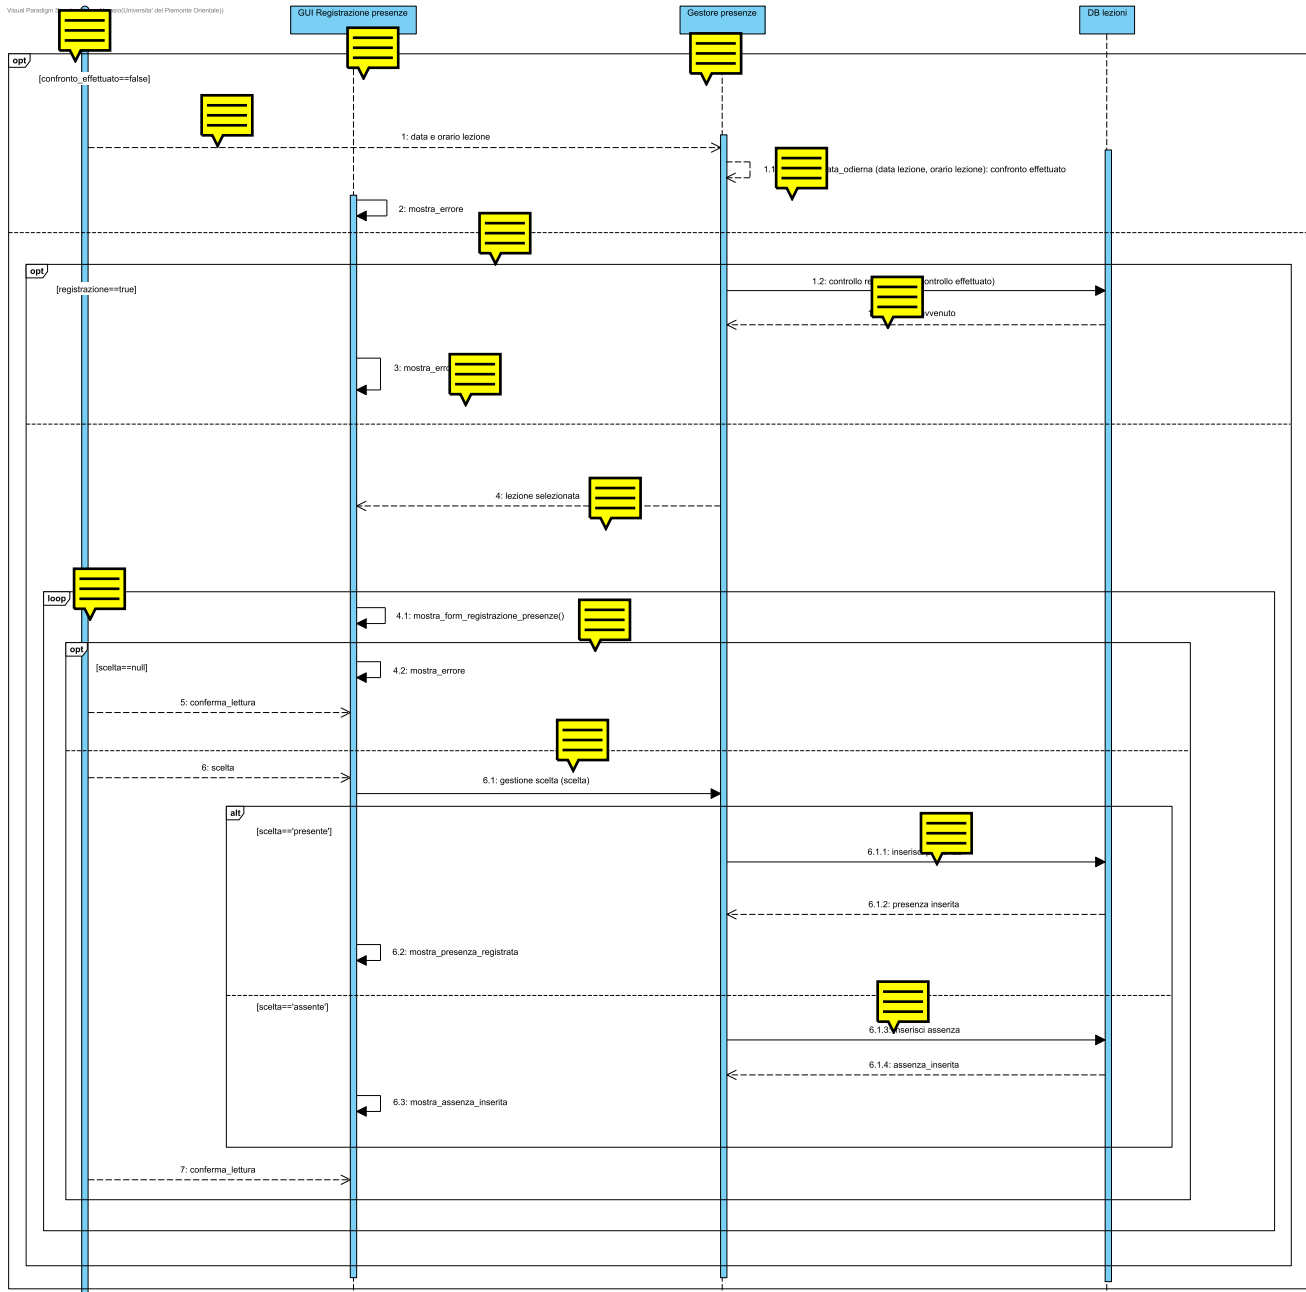 Visual Paradigm (Universita' del Piemonte Orientale))
GUI Registrazione presenze
Gestore presenze
DB lezioni
opt
[confronto_effettuato==false]
1: data e orario lezione
1.1 ata_odierna (data lezione, orario lezione): confronto effettuato
2: mostra_errore
opt
[registrazione==true]
1.2: controllo ontrollo effettuato)
vvenuto
3: mostra_erro
4: lezione selezionata
loop
4.1: mostra_form_registrazione_presenze()
opt
[scelta==null]
4.2: mostra_errore
5: conferma_lettura
6: scelta
6.1: gestione scelta (scelta)
alt
[scelta=='presente']
6.1.1: inserisci
6.1.2: presenza inserita
6.2: mostra_presenza_registrata
[scelta=='assente']
6.1.3: inserisci assenza
6.1.4: assenza_inserita
6.3: mostra_assenza_inserita
7: conferma_lettura